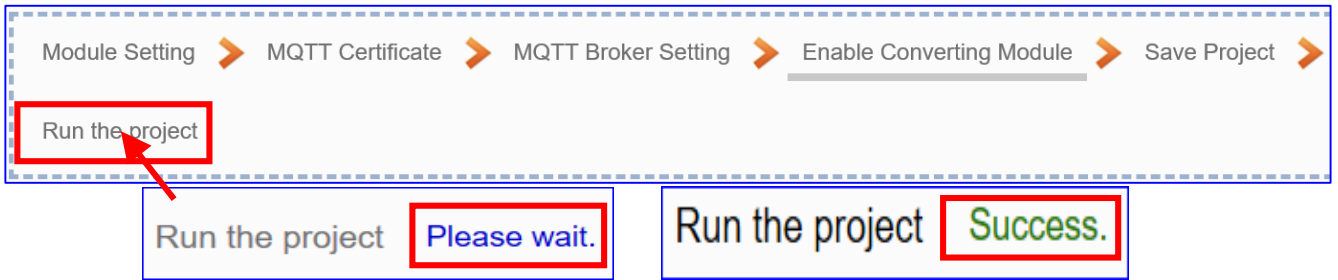 Module Setting MQTT Certificate MQTT Broker Setting Enable Converting Module Save Project
Run the project
Run the project Please wait.
Run the project Success.